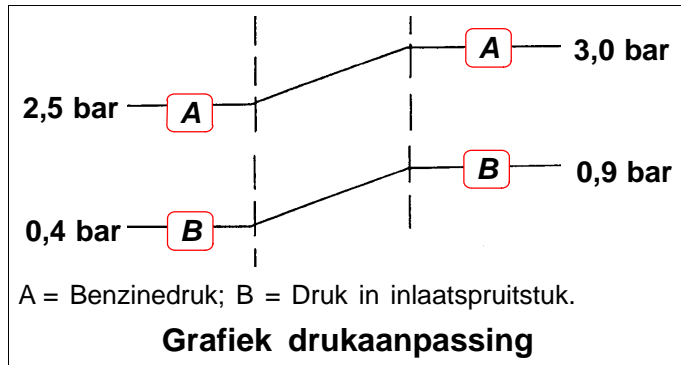 A 3,0 bar
2,5 bar A
B 0,9 bar
0,4 bar B
A = Benzinedruk; B = Druk in inlaatspruitstuk.
Grafiek drukaanpassing